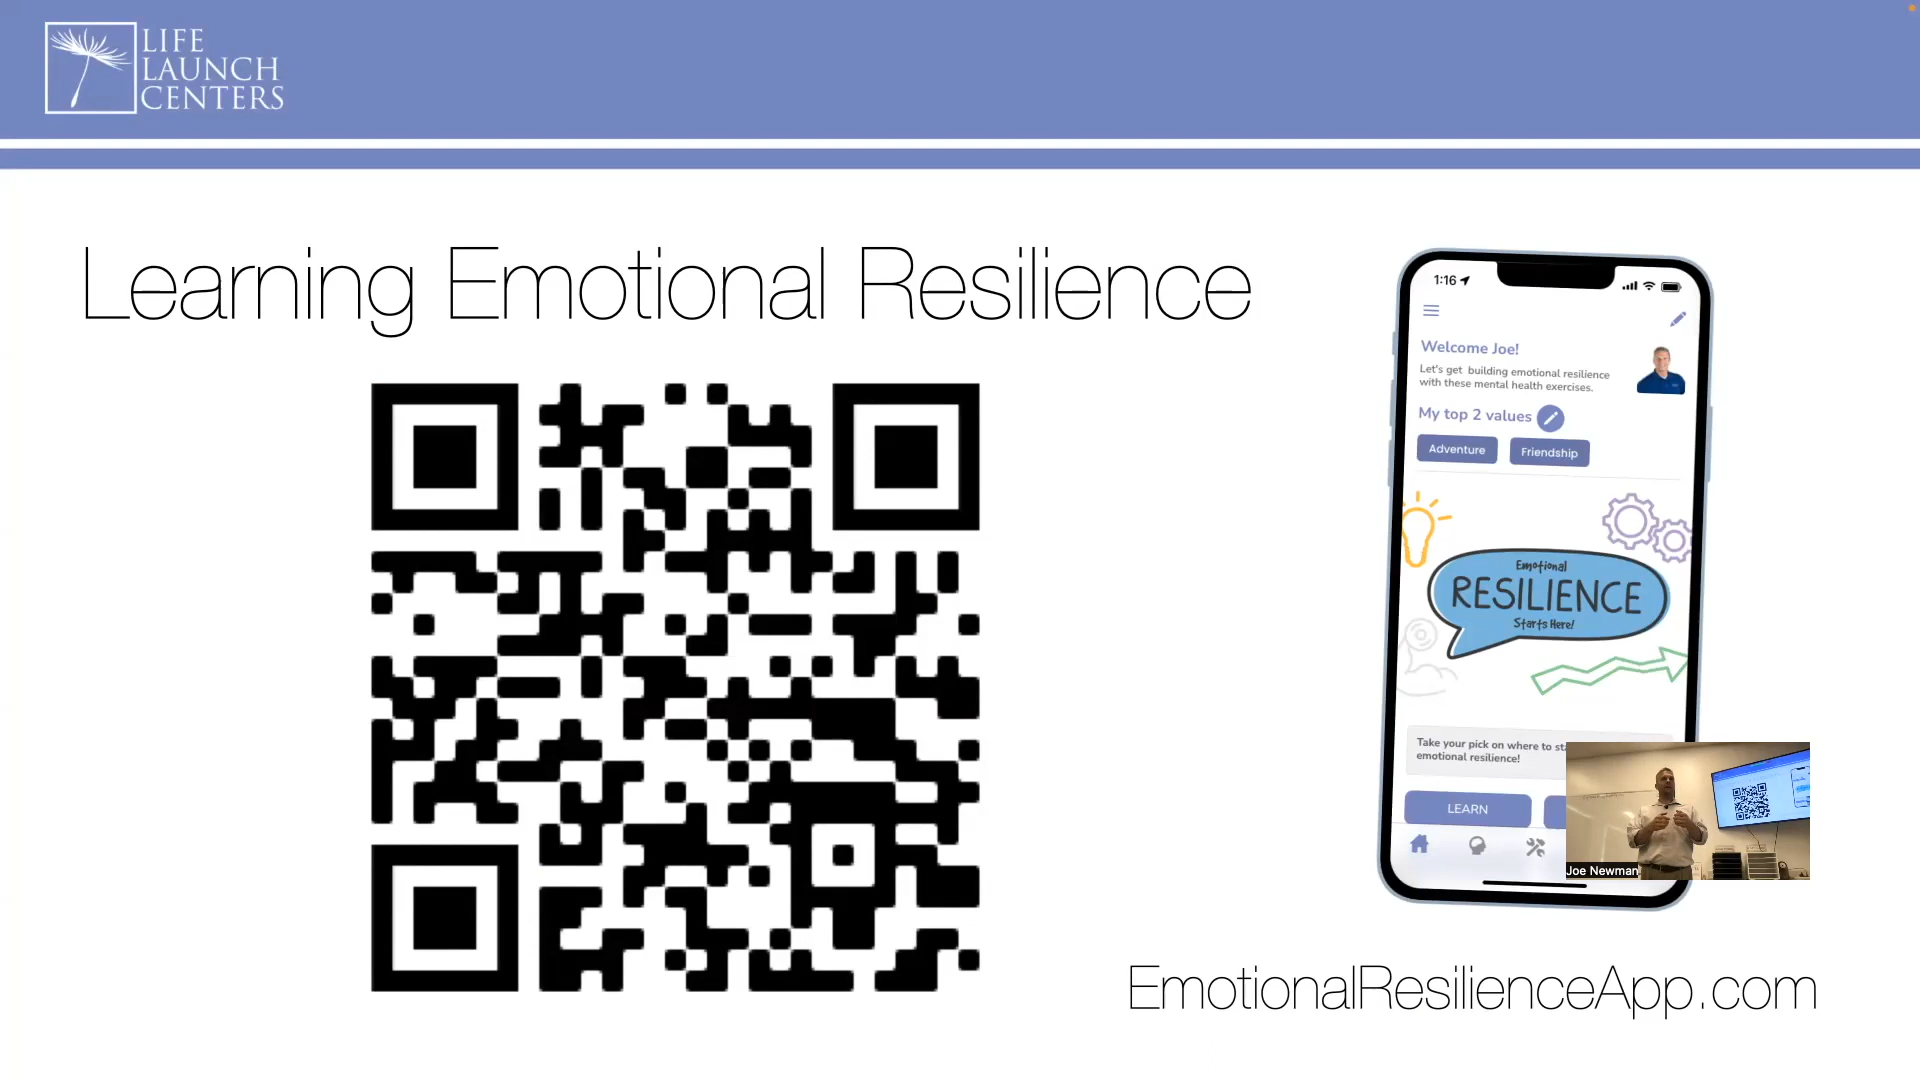 LIFE
LAUNCH
CENTERS
Learning Emotional Resilience
1:16
Welcome Joe!
Let's get building emotional resilience
with these mental health exercises.
My top 2 values
Adventure
Friendship
Emotional
RESILIENCE
Starts Here!
Take your pick on where to
emotional resilience!
LEARN
Joe Newman
EmotionalResilienceApp.com